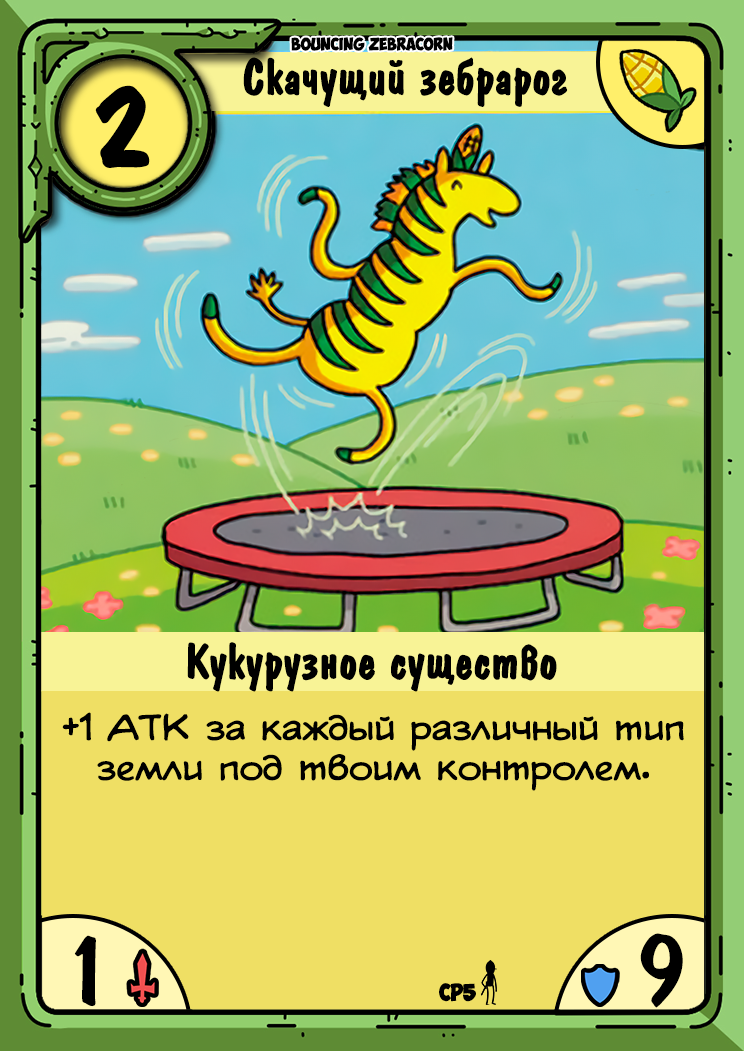 BOUNCING ZEBRACORN
2
Скачущий зебрарог
Кукурузное существо
+1 АТК за каждый различный тип
земли под твоим контролем.
1
CP5
9